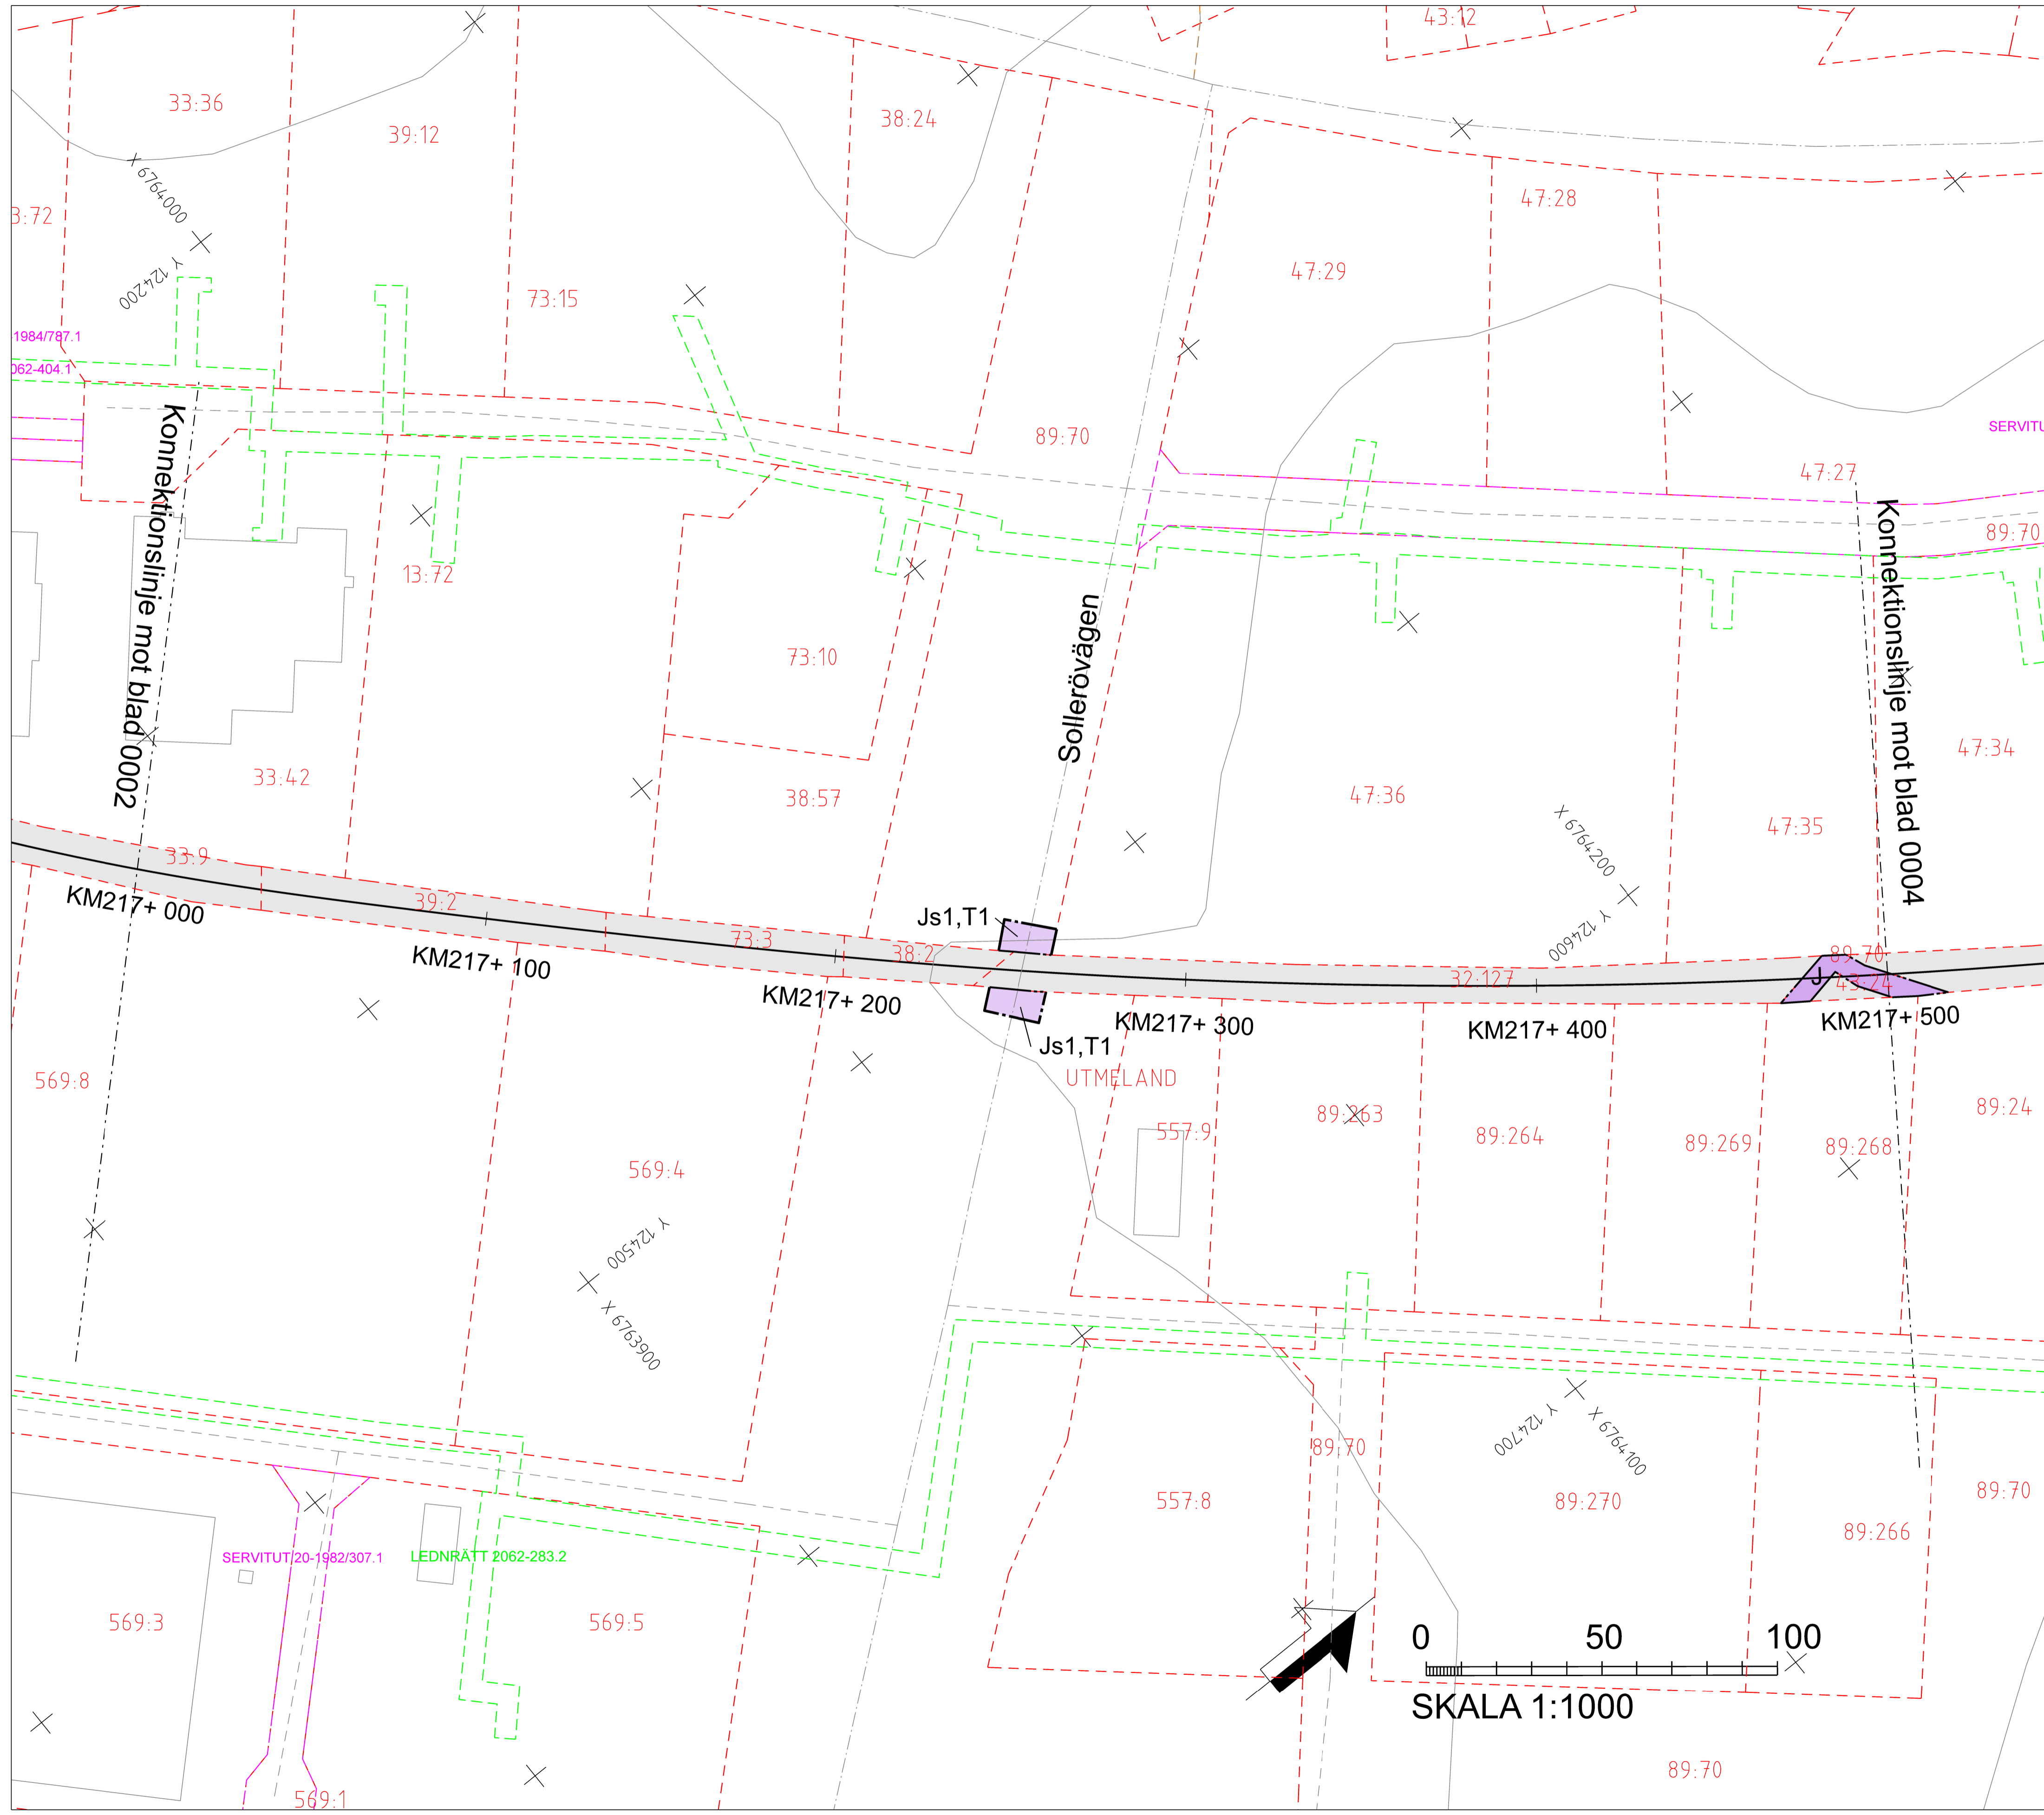 43:12
33:36
38:24
39:12
47:28
X 6764000
3:72
47:29
Y 124200
73:15
1984/787.1
062-404.1
SERVITU
89:70
47:27
89:70
Konnektionslinje mot blad 00002
Konnektionslinje mot blad 0004
13:72
73:10
Sollerövägen
47:34
33:42
38:57
47:36
47:35
X 6764200
33:9
39:2
KM217+ 000
Js1,T1
Y 124600
73:3
38:2
89:70
KM217+ 100
32:127
J
43:24
KM217+ 200
KM217+ 300
KM217+ 400
KM217+ 500
Js1,T1
569:8
UTMELAND
89:24
89:263
557:9
89:264
89:269
89:268
569:4
Y 124500
X 6763900
Y 124700
X 6764100
89:70
557:8
89:270
89:70
89:266
SERVITUT 20-1982/307.1
LEDNRÄTT 2062-283.2
569:3
569:5
0 50 100
SKALA 1:1000
89:70
569:1